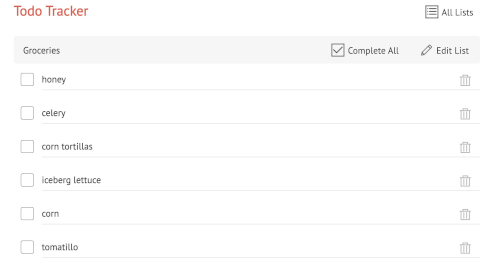 Todo Tracker
All Lists
Groceries
Complete All
Edit List
honey
celery
corn tortillas
iceberg lettuce
corn
tomatillo